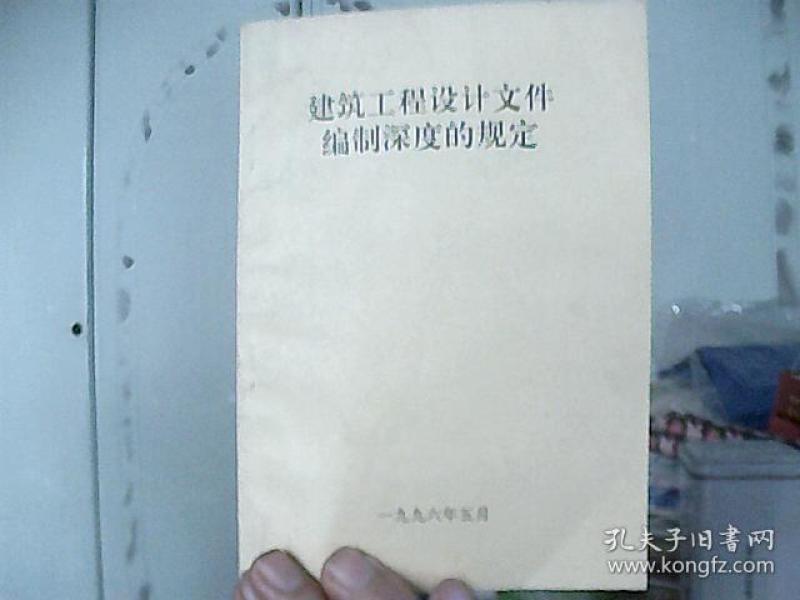 建筑工程设计文件
编制深度的规定
一九九六年五月
孔夫子旧書网
www.kongfz.com